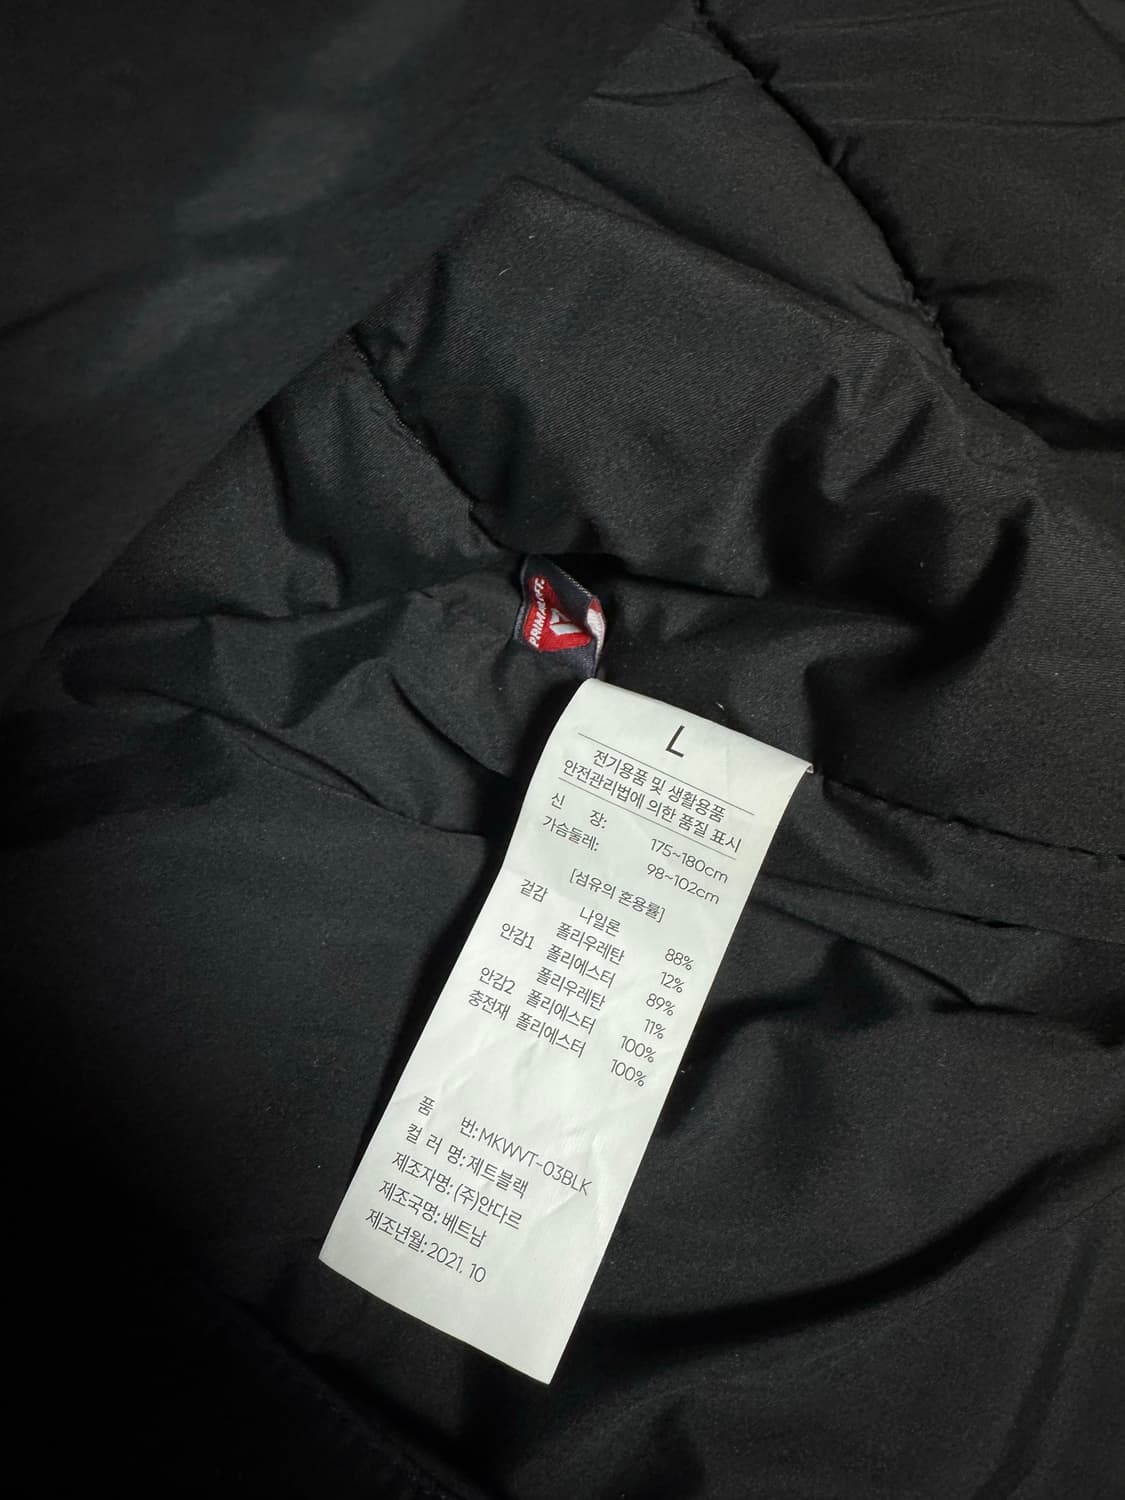 PRIMALOFT
L
전기용품 및 생활용품
안전관리법에 의한 품질 표시
신 장: 175~180cm
가슴둘레: 98~102cm
[섬유의 혼용률]
겉감 나일론 88%
폴리우레탄 12%
안감1 폴리에스터 89%
폴리우레탄 11%
안감2 폴리에스터 100%
충전재 폴리에스터 100%
품 번: MKWVT-03BLK
컬 러 명: 제트블랙
제조자명: (주)안다르
제조국명: 베트남
제조년월: 2021. 10